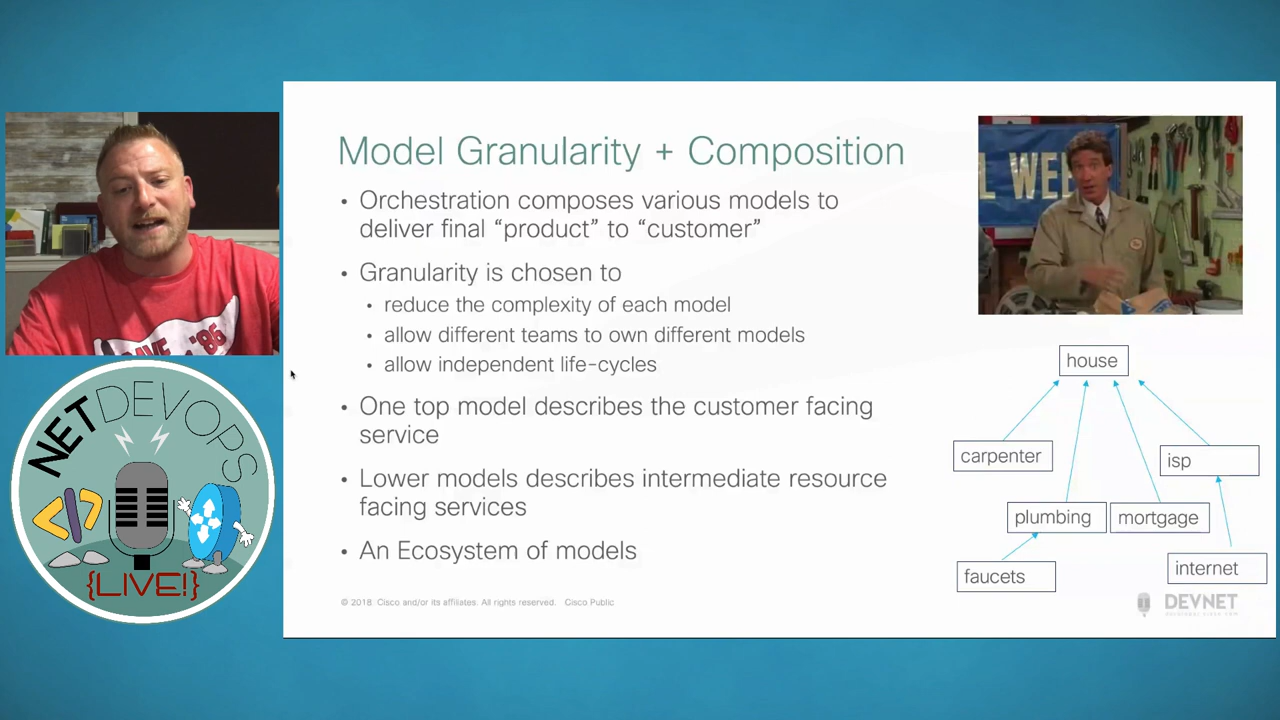 Model Granularity + Composition
• Orchestration composes various models to
deliver final “product” to “customer”
• Granularity is chosen to
• reduce the complexity of each model
• allow different teams to own different models
• allow independent life-cycles
• One top model describes the customer facing
service
• Lower models describes intermediate resource
facing services
• An Ecosystem of models
© 2018 Cisco and/or its affiliates. All rights reserved. Cisco Public
L WE
house
carpenter
isp
plumbing
mortgage
faucets
internet
DEVNET
'86
NETDEVOPS
</>
{LIVE!}